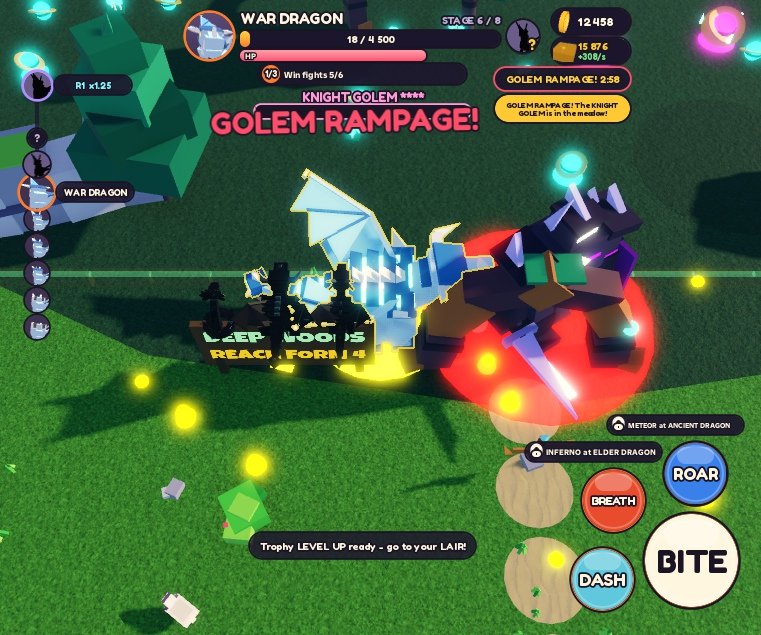 WAR DRAGON
STAGE 6 / 8
12 458
18 / 4 500
?
HP
15 876
+308/s
1/3 Win fights 5/6
R1 x1.25
GOLEM RAMPAGE! 2:58
KNIGHT GOLEM ****
GOLEM RAMPAGE! The KNIGHT
GOLEM is in the meadow!
GOLEM RAMPAGE!
?
WAR DRAGON
DEEP WOODS
REACH FORM 4
METEOR at ANCIENT DRAGON
INFERNO at ELDER DRAGON
ROAR
BREATH
Trophy LEVEL UP ready - go to your LAIR!
BITE
DASH